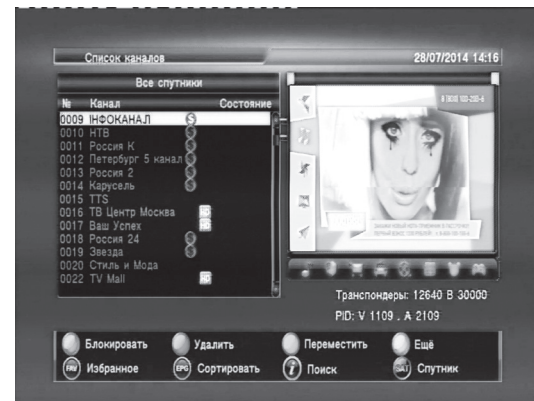 Список каналов
28/07/2014 14:16
Все спутники
№ Канал Состояние
0009 ІНФОКАНАЛ
0010 НТВ
0011 Россия К
0012 Петербург 5 канал
0013 Россия 2
0014 Карусель
0015 TTS
0016 ТВ Центр Москва
0017 Ваш Успех
0018 Россия 24
0019 Звезда
0020 Стиль и Мода
0022 TV Mall
Транспондеры: 12640 В 30000
PID: V 1109 . A 2109
Блокировать
Удалить
Переместить
Ещё
FAV Избранное
EPG Сортировать
i Поиск
SAT Спутник